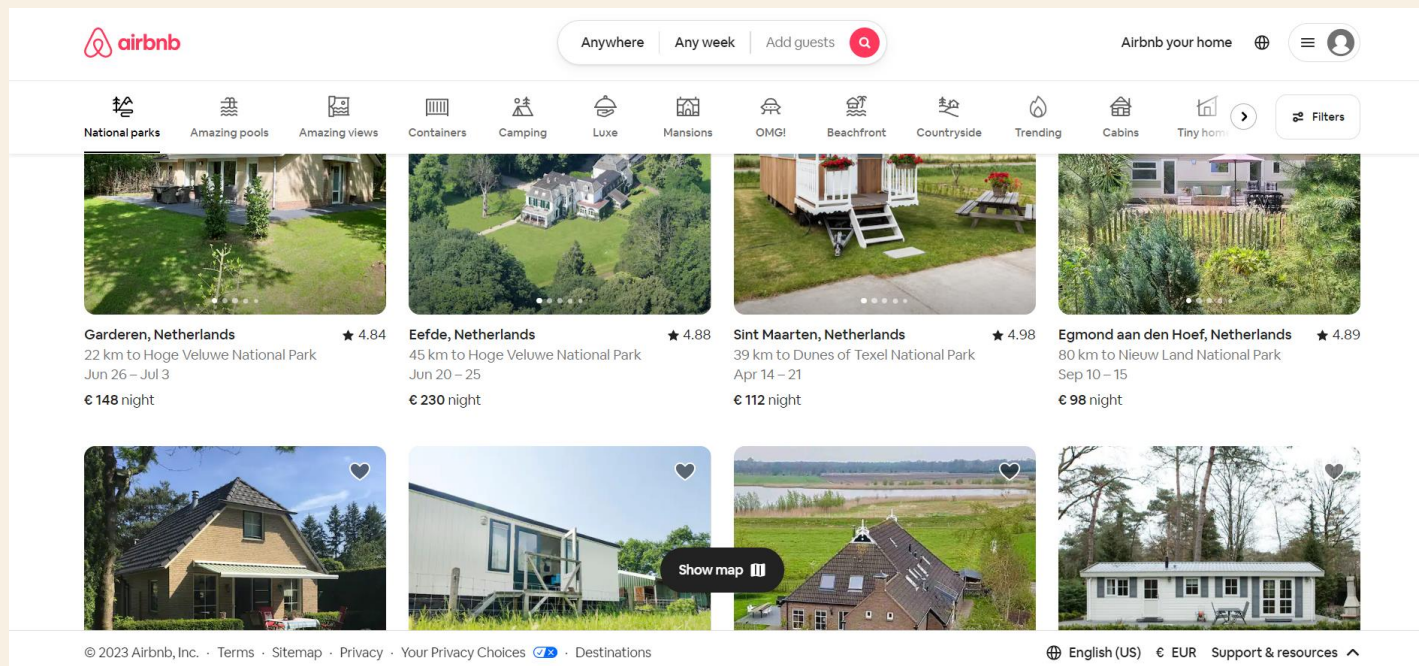 airbnb
Anywhere Any week Add guests
Airbnb your home
National parks Amazing pools Amazing views Containers Camping Luxe Mansions OMG! Beachfront Countryside Trending Cabins Tiny hom
Filters
Garderen, Netherlands 4.84
22 km to Hoge Veluwe National Park
Jun 26 – Jul 3
€ 148 night
Eefde, Netherlands 4.88
45 km to Hoge Veluwe National Park
Jun 20 – 25
€ 230 night
Sint Maarten, Netherlands 4.98
39 km to Dunes of Texel National Park
Apr 14 – 21
€ 112 night
Egmond aan den Hoef, Netherlands 4.89
80 km to Nieuw Land National Park
Sep 10 – 15
€ 98 night
Show map
© 2023 Airbnb, Inc. · Terms · Sitemap · Privacy · Your Privacy Choices · Destinations
English (US) € EUR Support & resources